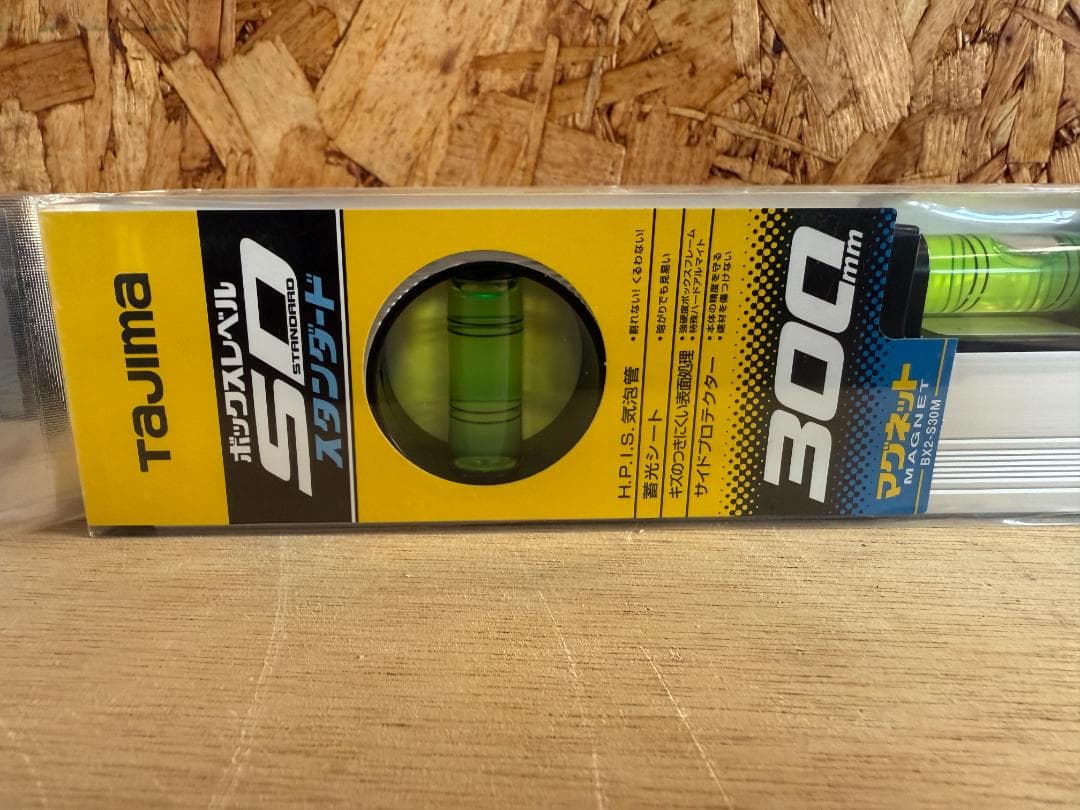 TaJIma
ボックスレベル
SD
STANDARD
スタンダード
H.P.I.S.気泡管
・割れない!くるわない!
蓄光シート
・暗がりでも見易い
キズのつきにくい表面処理
・強硬度ボックスフレーム
・特殊ハードアルマイト
サイドプロテクター
・本体の精度を守る
・建材を傷つけない
300mm
マグネット
MAGNET
BX2-S30M